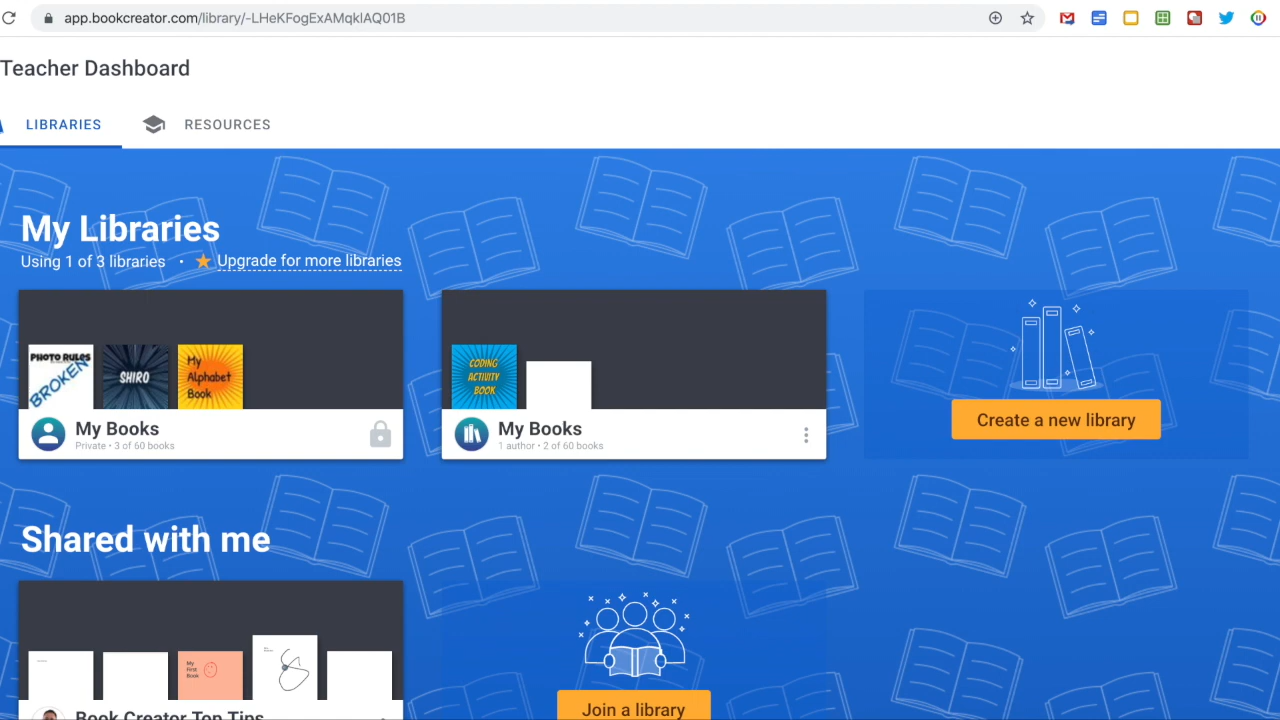 app.bookcreator.com/library/-LHeKFogExAMqklAQ01B
Teacher Dashboard
LIBRARIES
RESOURCES
My Libraries
Using 1 of 3 libraries • Upgrade for more libraries
PHOTO RULES
BROKEN
SHIRO
My
Alphabet
Book
My Books
Private • 3 of 60 books
CODING
ACTIVITY
BOOK
My Books
1 author • 2 of 60 books
Create a new library
Shared with me
My
First
Book
Book Creator Top Tips
Join a library